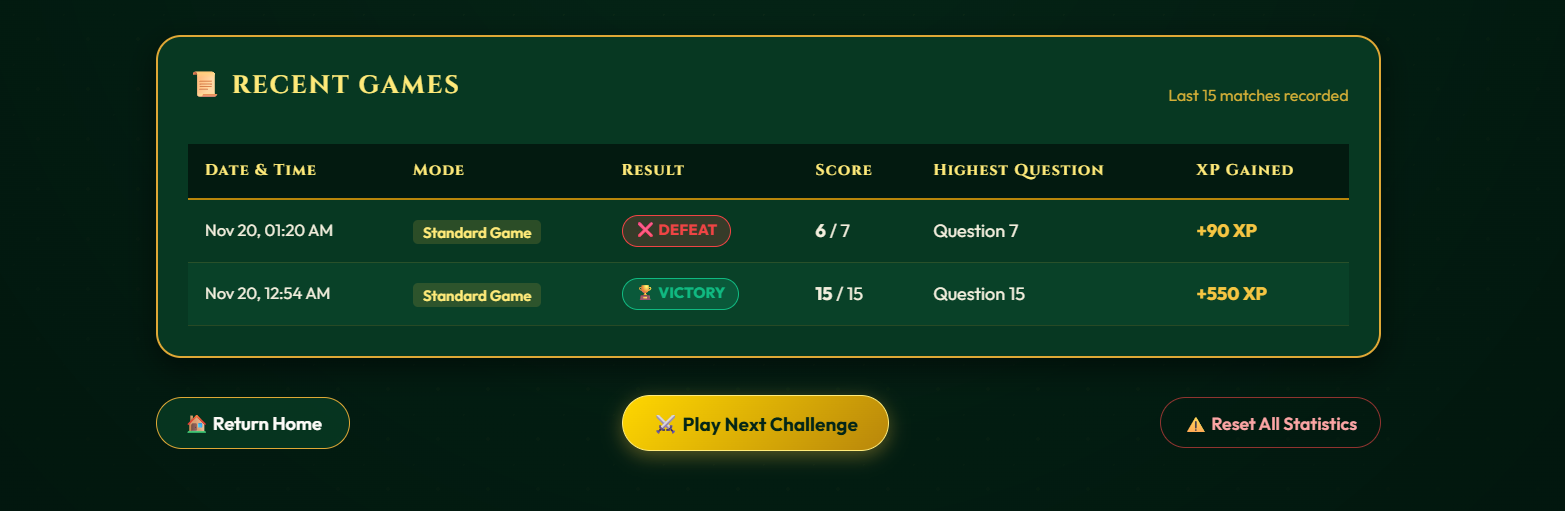 RECENT GAMES
Last 15 matches recorded
Date & Time Mode Result Score Highest Question XP Gained
Nov 20, 01:20 AM Standard Game ❌ DEFEAT 6 / 7 Question 7 +90 XP
Nov 20, 12:54 AM Standard Game 🏆 VICTORY 15 / 15 Question 15 +550 XP
Return Home Play Next Challenge Reset All Statistics